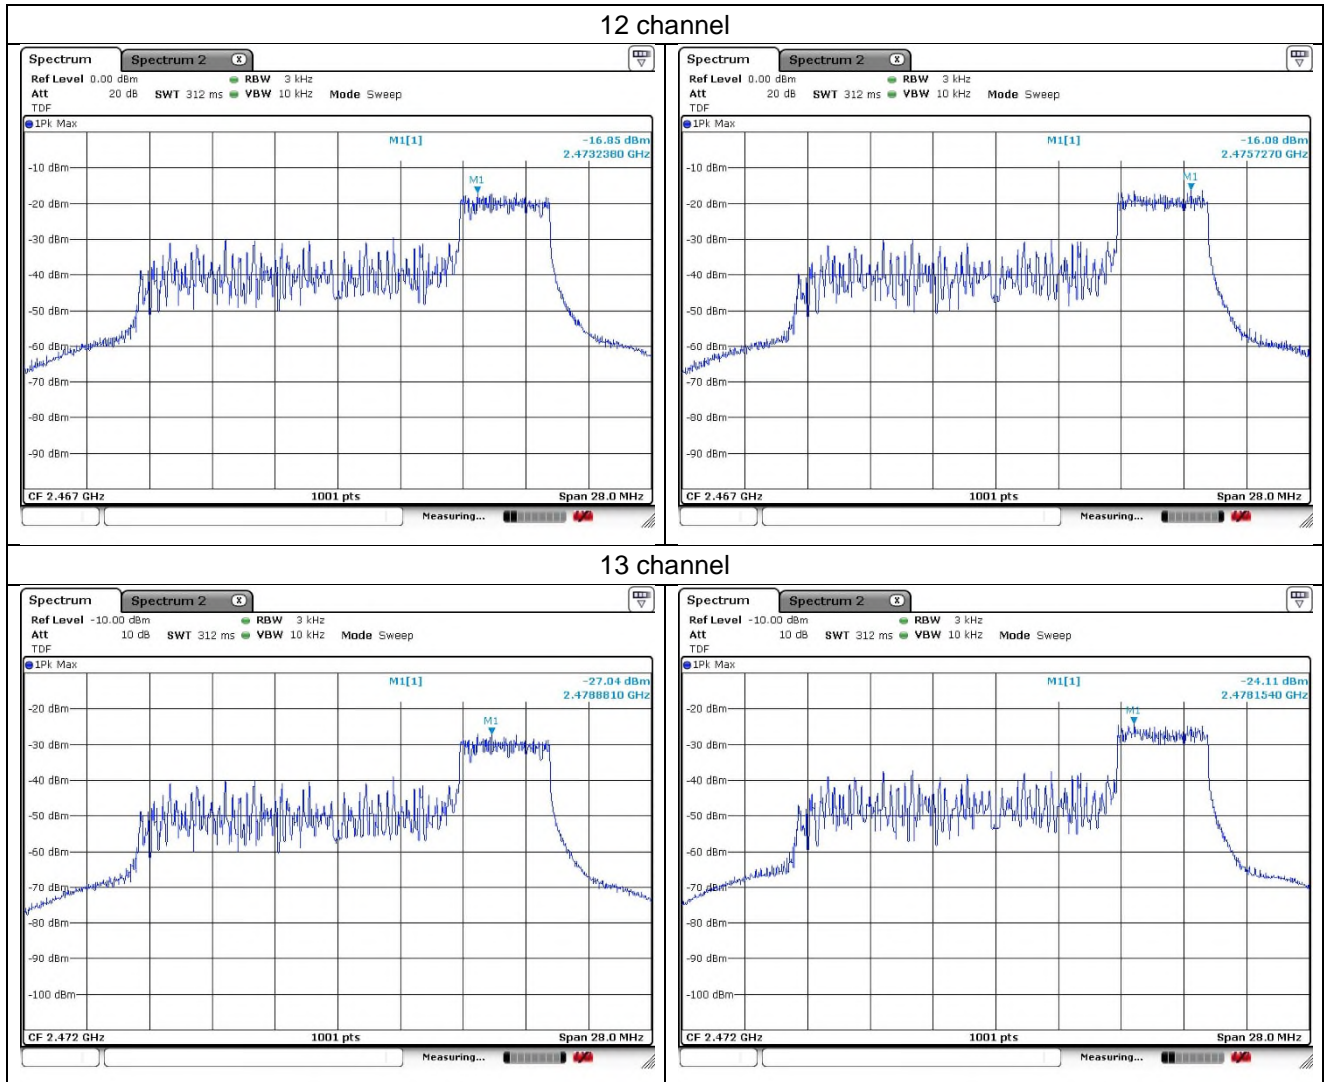 12 channel
Spectrum Spectrum 2 X
Ref Level 0.00 dBm RBW 3 kHz
Att 20 dB SWT 312 ms VBW 10 kHz Mode Sweep
TDF
1Pk Max
M1[1] -16.85 dBm
2.4732380 GHz
-10 dBm
M1
-20 dBm
-30 dBm
-40 dBm
-50 dBm
-60 dBm
-70 dBm
-80 dBm
-90 dBm
CF 2.467 GHz 1001 pts Span 28.0 MHz
Measuring...
Spectrum Spectrum 2 X
Ref Level 0.00 dBm RBW 3 kHz
Att 20 dB SWT 312 ms VBW 10 kHz Mode Sweep
TDF
1Pk Max
M1[1] -16.08 dBm
2.4757270 GHz
-10 dBm
M1
-20 dBm
-30 dBm
-40 dBm
-50 dBm
-60 dBm
-70 dBm
-80 dBm
-90 dBm
CF 2.467 GHz 1001 pts Span 28.0 MHz
Measuring...
13 channel
Spectrum Spectrum 2 X
Ref Level -10.00 dBm RBW 3 kHz
Att 10 dB SWT 312 ms VBW 10 kHz Mode Sweep
TDF
1Pk Max
M1[1] -27.04 dBm
2.4788810 GHz
-20 dBm
M1
-30 dBm
-40 dBm
-50 dBm
-60 dBm
-70 dBm
-80 dBm
-90 dBm
-100 dBm
CF 2.472 GHz 1001 pts Span 28.0 MHz
Measuring...
Spectrum Spectrum 2 X
Ref Level -10.00 dBm RBW 3 kHz
Att 10 dB SWT 312 ms VBW 10 kHz Mode Sweep
TDF
1Pk Max
M1[1] -24.11 dBm
2.4781540 GHz
-20 dBm
M1
-30 dBm
-40 dBm
-50 dBm
-60 dBm
-70 dBm
-80 dBm
-90 dBm
-100 dBm
CF 2.472 GHz 1001 pts Span 28.0 MHz
Measuring...